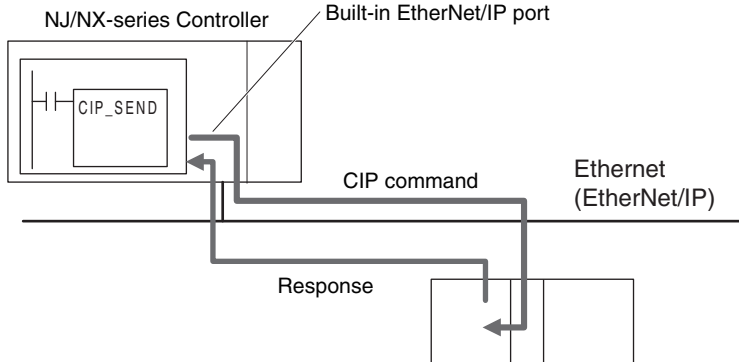 NJ/NX-series Controller
Built-in EtherNet/IP port
CIP_SEND
CIP command
Ethernet
(EtherNet/IP)
Response